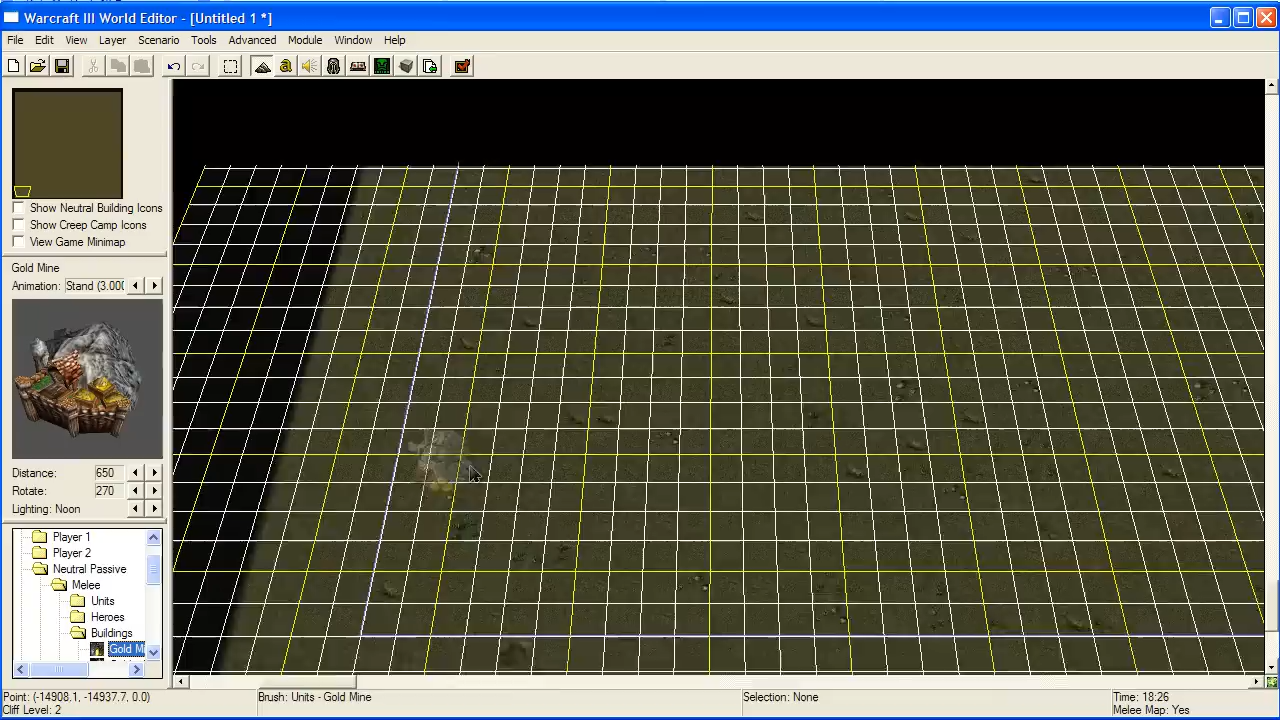 Warcraft III World Editor - [Untitled 1 *]
File Edit View Layer Scenario Tools Advanced Module Window Help
Show Neutral Building Icons
Show Creep Camp Icons
View Game Minimap
Gold Mine
Animation: Stand (3.000
Distance: 650
Rotate: 270
Lighting: Noon
Player 1
Player 2
Neutral Passive
Melee
Units
Heroes
Buildings
Gold Mi
Point: (-14908.1, -14937.7, 0.0) Brush: Units - Gold Mine Selection: None Time: 18:26
Cliff Level: 2 Melee Map: Yes